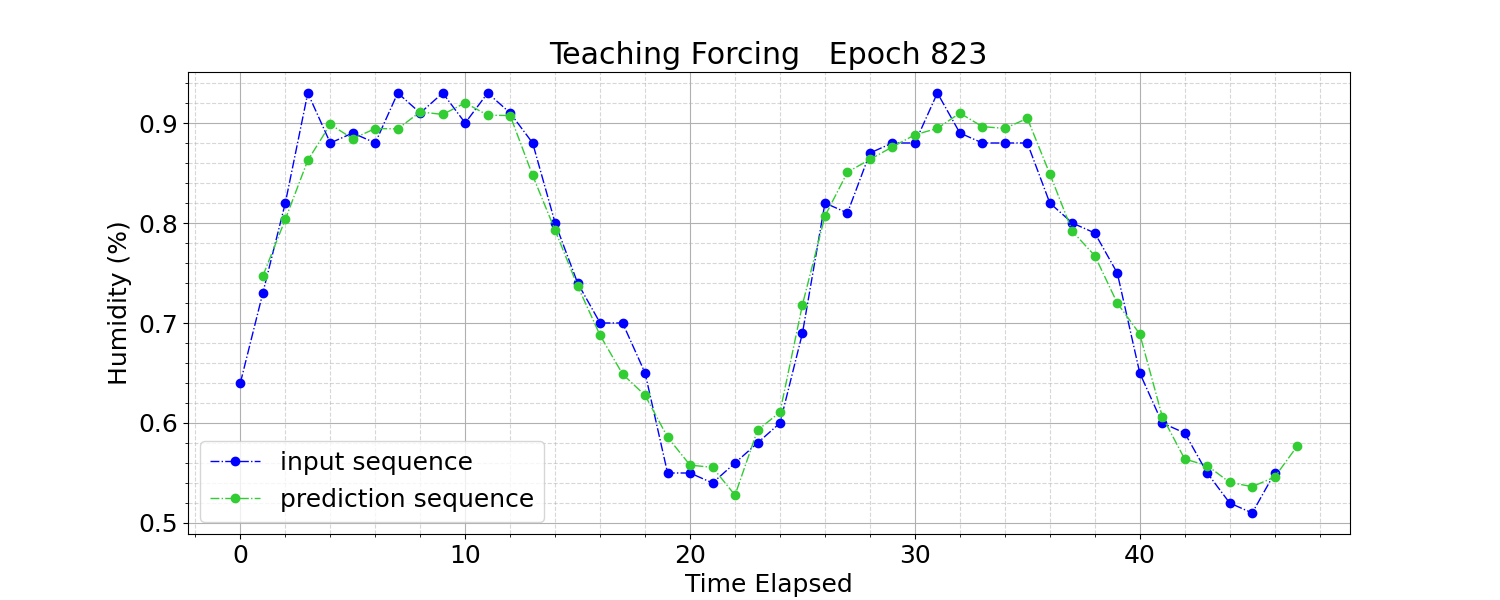 Teaching Forcing   Epoch 823
Humidity (%)
0.9
0.8
0.7
0.6
0.5
input sequence
prediction sequence
0 10 20 30 40
Time Elapsed